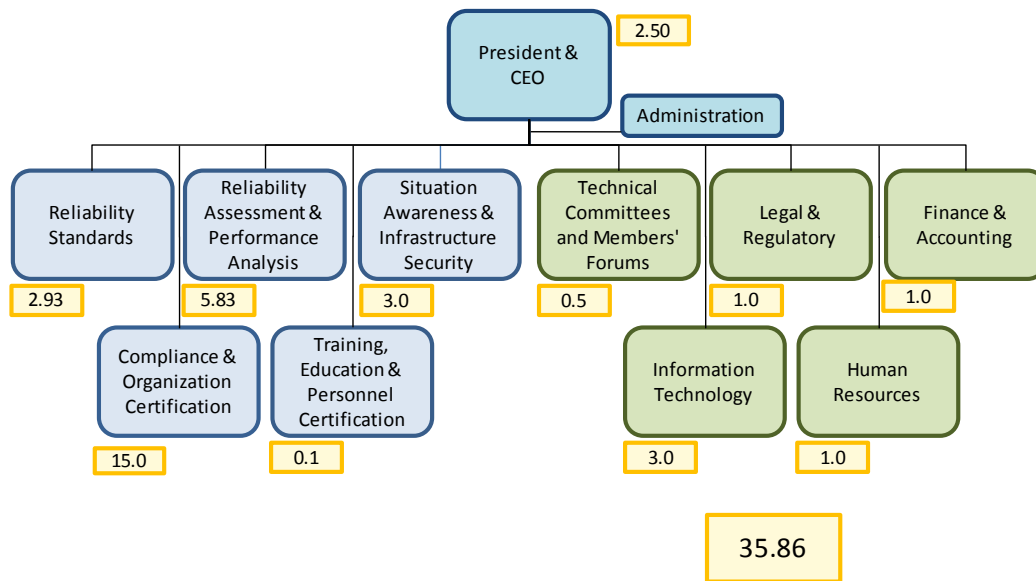 2.50
President &
CEO
Administration
Reliability
Standards
2.93
Reliability
Assessment &
Performance
Analysis
5.83
Situation
Awareness &
Infrastructure
Security
3.0
Technical
Committees
and Members'
Forums
0.5
Legal &
Regulatory
1.0
Finance &
Accounting
1.0
Compliance &
Organization
Certification
15.0
Training,
Education &
Personnel
Certification
0.1
Information
Technology
3.0
Human
Resources
1.0
35.86